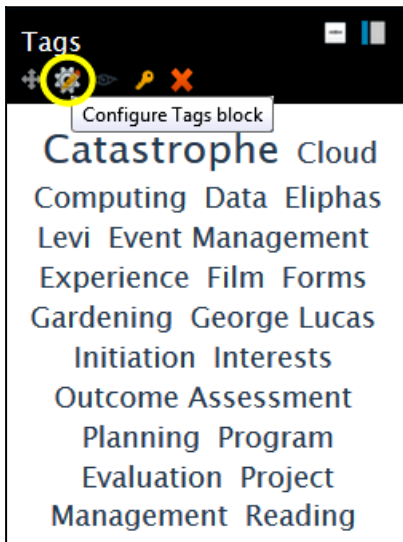 Tags
Configure Tags block
Catastrophe Cloud
Computing Data Eliphas
Levi Event Management
Experience Film Forms
Gardening George Lucas
Initiation Interests
Outcome Assessment
Planning Program
Evaluation Project
Management Reading